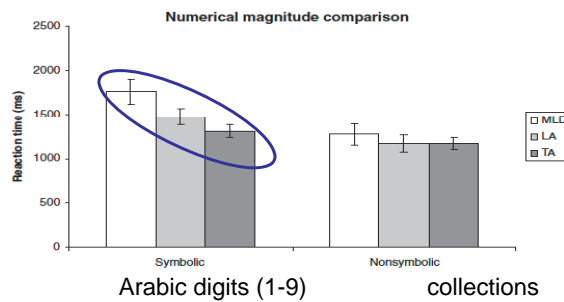 Numerical magnitude comparison
2500
2000
1500
1000
500
0
Reaction time (ms)
MLD
LA
TA
Symbolic
Nonsymbolic
Arabic digits (1-9)
collections